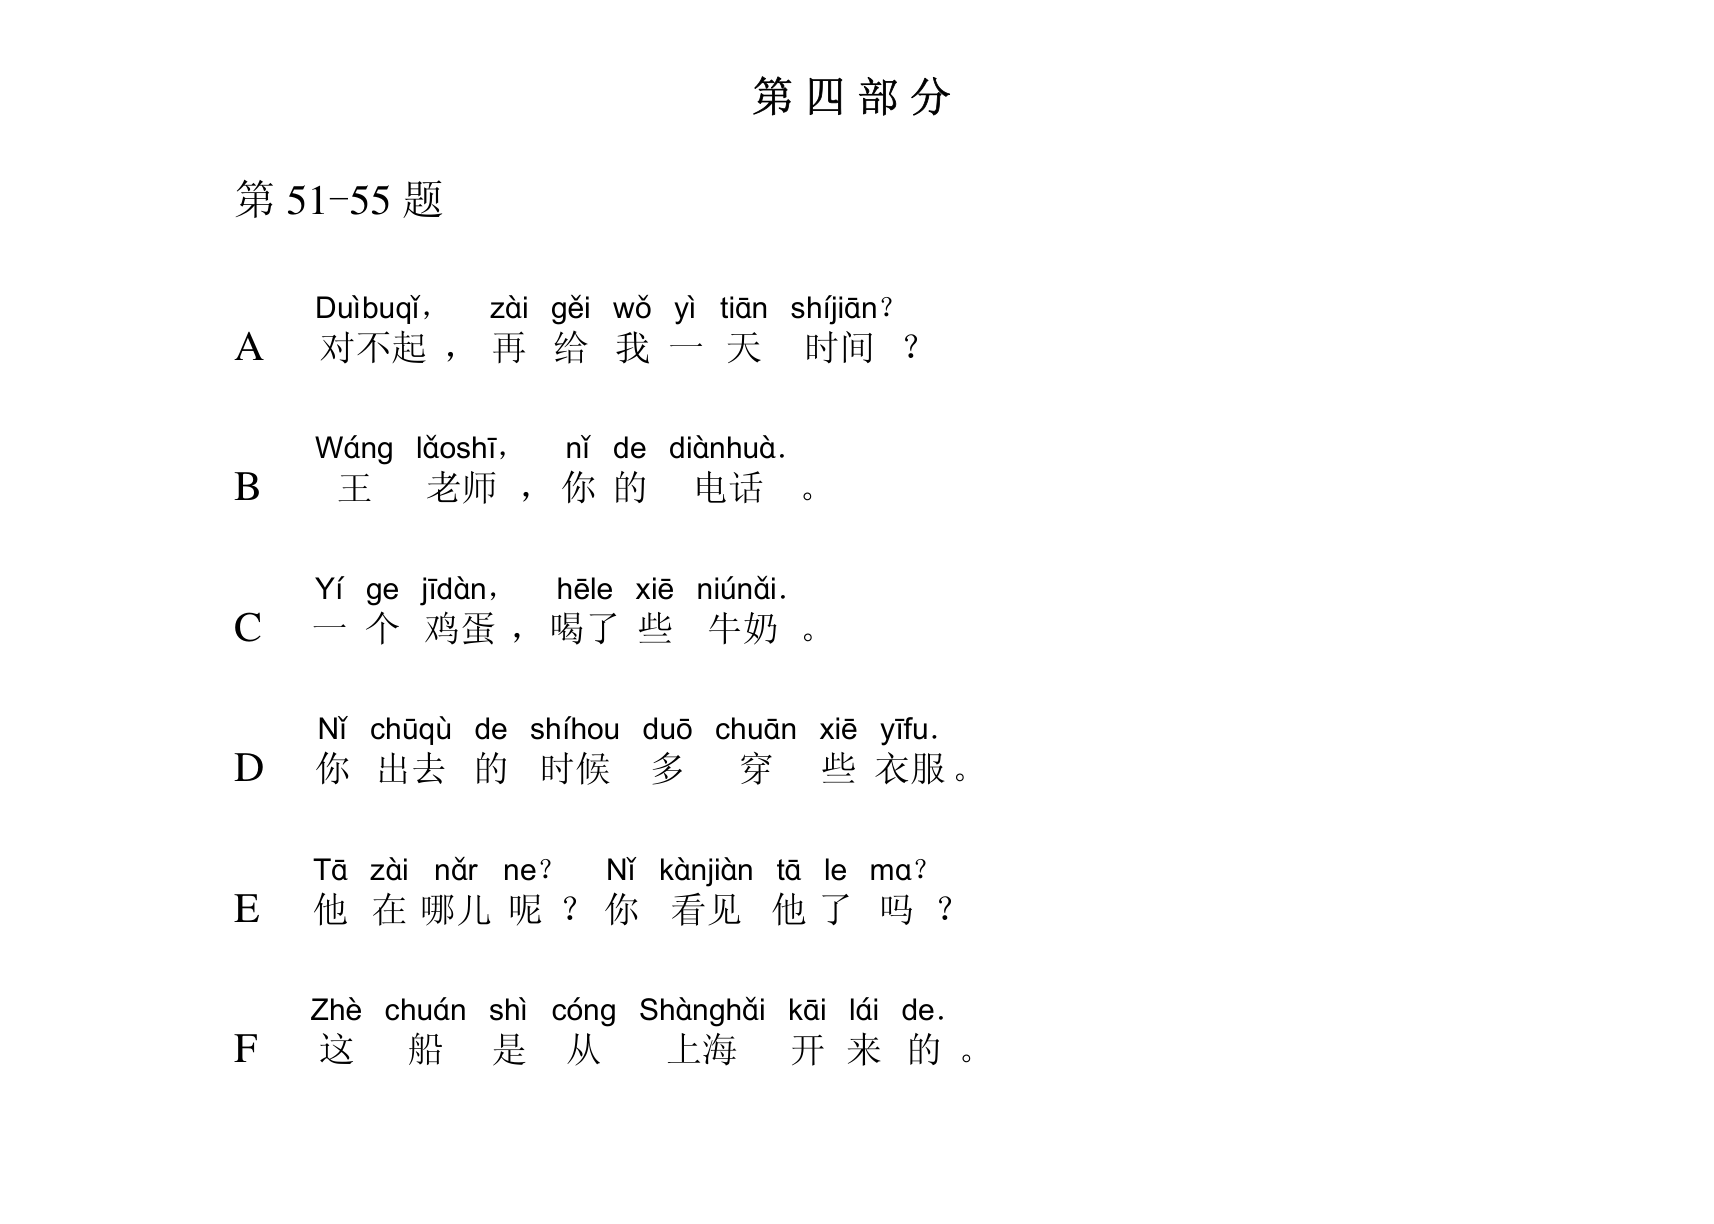 第四部分
第 51-55 题
Duìbuqǐ， zài gěi wǒ yì tiān shíjiān？
A 对不起，再给我一天时间？
Wáng lǎoshī， nǐ de diànhuà．
B 王老师，你的电话。
Yí ge jīdàn， hēle xiē niúnǎi．
C 一个鸡蛋，喝了些牛奶。
Nǐ chūqù de shíhou duō chuān xiē yīfu．
D 你出去的时候多穿些衣服。
Tā zài nǎr ne？ Nǐ kànjiàn tā le ma？
E 他在哪儿呢？你看见他了吗？
Zhè chuán shì cóng Shànghǎi kāi lái de．
F 这船是从上海开来的。